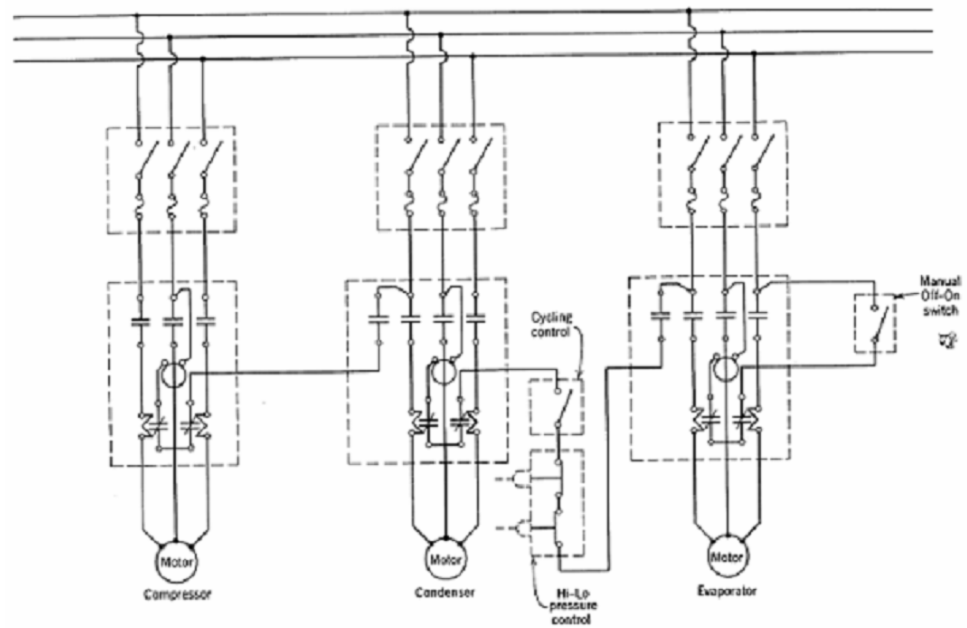 Manual
Off-On
switch
Cycling
control
Motor
Motor
Motor
Compressor
Condenser
Evaporator
Hi-Lo
pressure
control